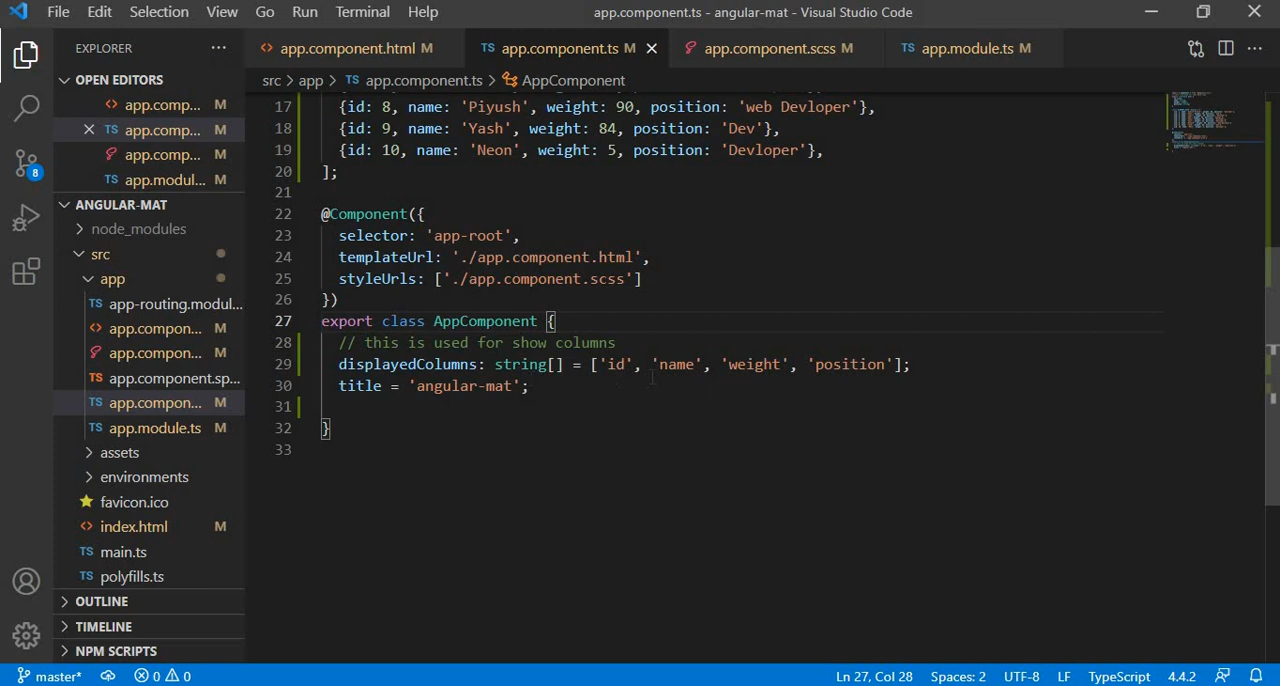 File Edit Selection View Go Run Terminal Help app.component.ts - angular-mat - Visual Studio Code
EXPLORER
OPEN EDITORS
app.comp... M
TS app.comp... M
app.comp... M
TS app.modul... M
ANGULAR-MAT
node_modules
src
app
TS app-routing.modul...
app.compon... M
app.compon... M
TS app.component.sp...
TS app.compon... M
TS app.module.ts M
assets
environments
favicon.ico
index.html M
TS main.ts
TS polyfills.ts
OUTLINE
TIMELINE
NPM SCRIPTS
8
app.component.html M TS app.component.ts M app.component.scss M TS app.module.ts M
src > app > TS app.component.ts > AppComponent
17 {id: 8, name: 'Piyush', weight: 90, position: 'web Devloper'},
18 {id: 9, name: 'Yash', weight: 84, position: 'Dev'},
19 {id: 10, name: 'Neon', weight: 5, position: 'Devloper'},
20 ];
21
22 @Component({
23 selector: 'app-root',
24 templateUrl: './app.component.html',
25 styleUrls: ['./app.component.scss']
26 })
27 export class AppComponent {
28 // this is used for show columns
29 displayedColumns: string[] = ['id', 'name', 'weight', 'position'];
30 title = 'angular-mat';
31
32 }
33
master* 0 0 Ln 27, Col 28 Spaces: 2 UTF-8 LF TypeScript 4.4.2